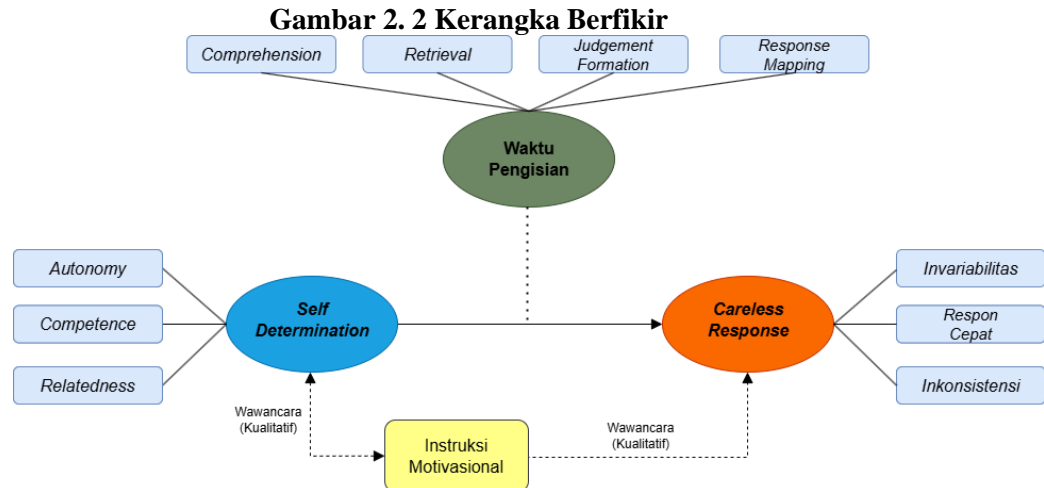 Gambar 2. 2 Kerangka Berfikir
Comprehension
Retrieval
Judgement
Formation
Response
Mapping
Waktu
Pengisian
Autonomy
Competence
Relatedness
Self
Determination
Careless
Response
Invariabilitas
Respon
Cepat
Inkonsistensi
Wawancara
(Kualitatif)
Instruksi
Motivasional
Wawancara
(Kualitatif)